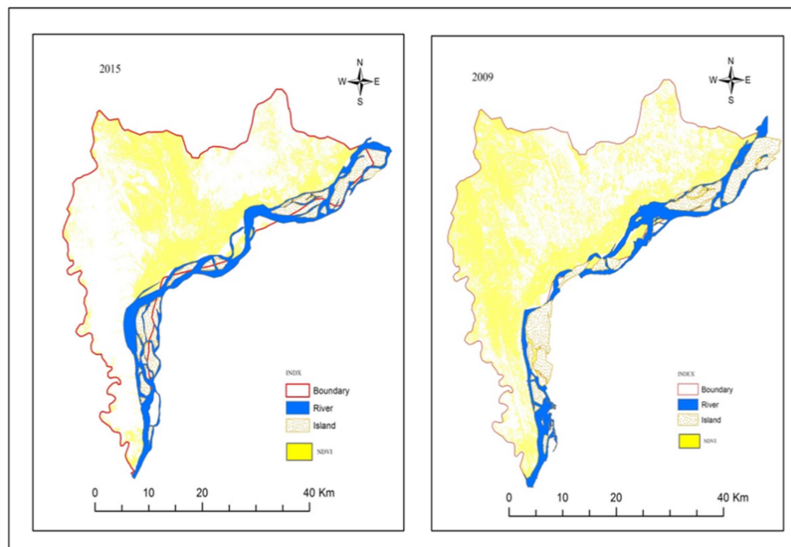 2015
N
W E
S
INDX
Boundary
River
Island
NDVI
0 10 20 40 Km
2009
N
W E
S
INDEX
Boundary
River
Island
NDVI
0 10 20 40 Km